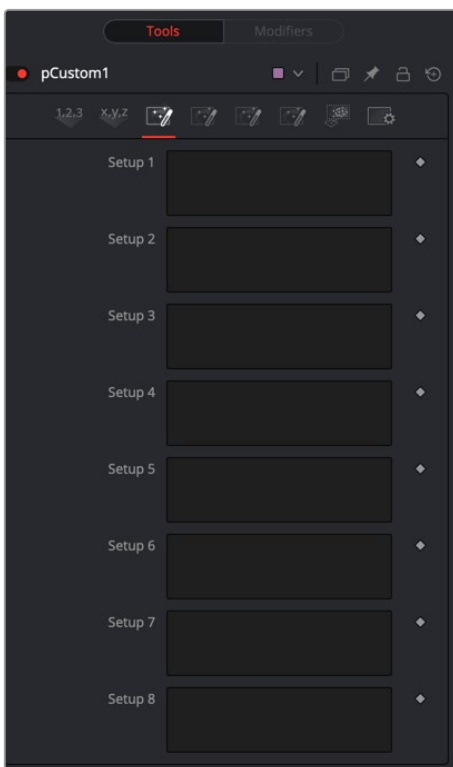 Tools Modifiers
pCustom1
1,2,3 x,y,z
Setup 1
Setup 2
Setup 3
Setup 4
Setup 5
Setup 6
Setup 7
Setup 8